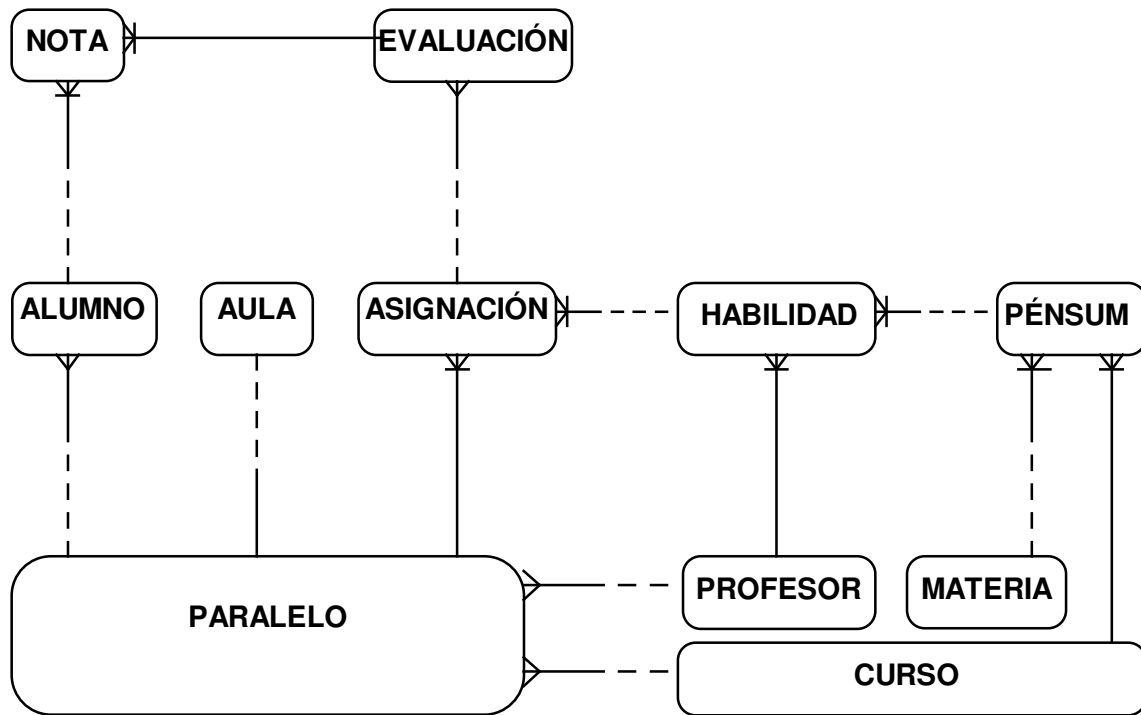 NOTA
EVALUACIÓN
ALUMNO
AULA
ASIGNACIÓN
HABILIDAD
PÉNSUM
PARALELO
PROFESOR
MATERIA
CURSO